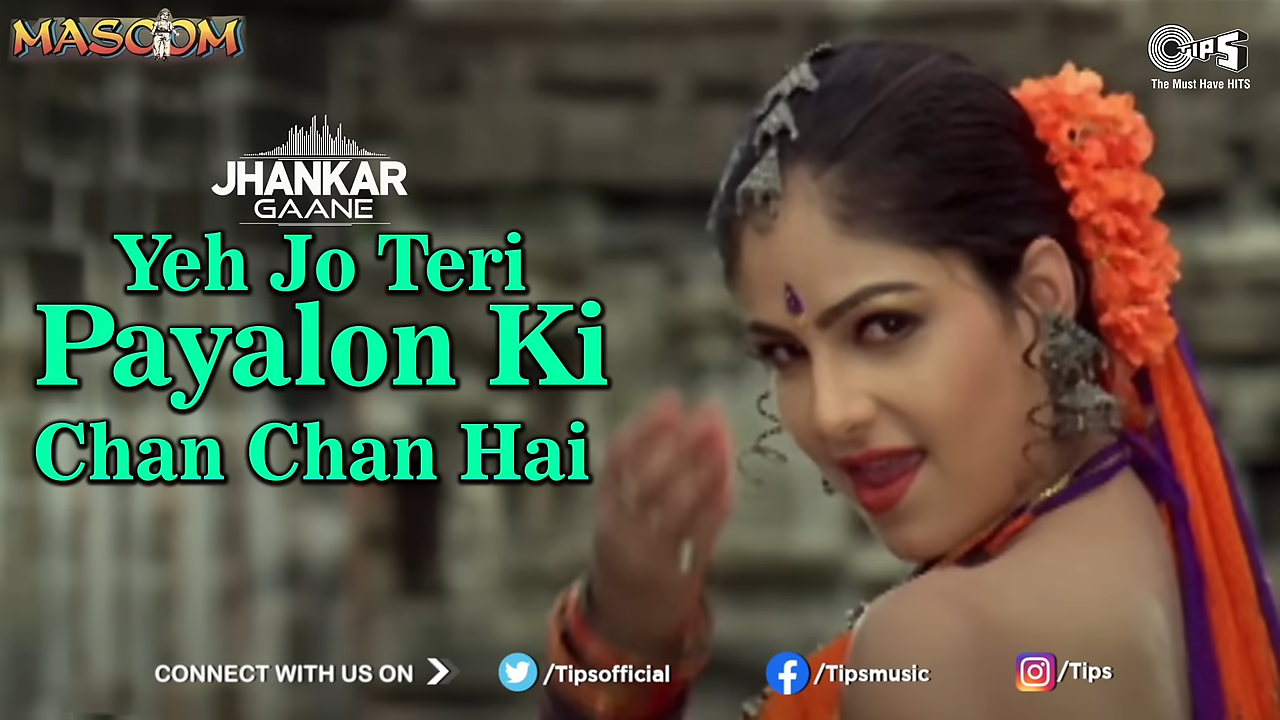 MASOOM
TIPS
The Must Have HITS
JHANKAR
GAANE
Yeh Jo Teri
Payalon Ki
Chan Chan Hai
CONNECT WITH US ON
/Tipsofficial
/Tipsmusic
/Tips